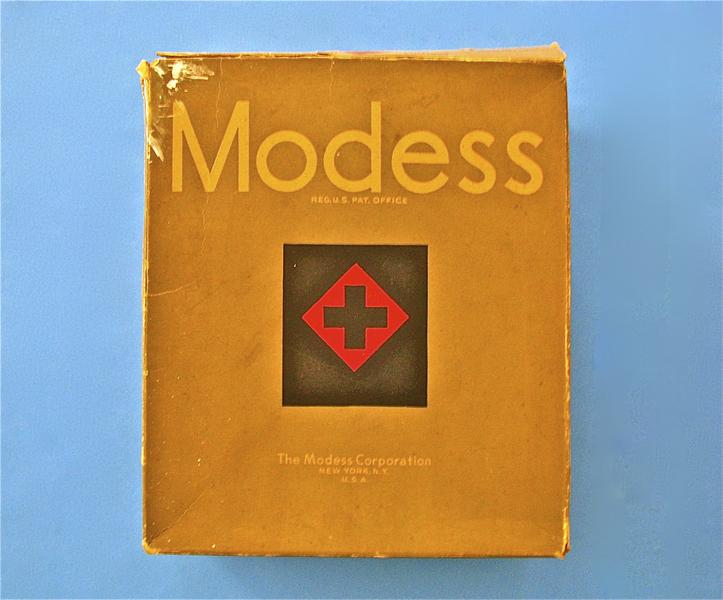 Modess
REG. U.S. PAT. OFFICE
The Modess Corporation
NEW YORK, N.Y.
U.S.A.